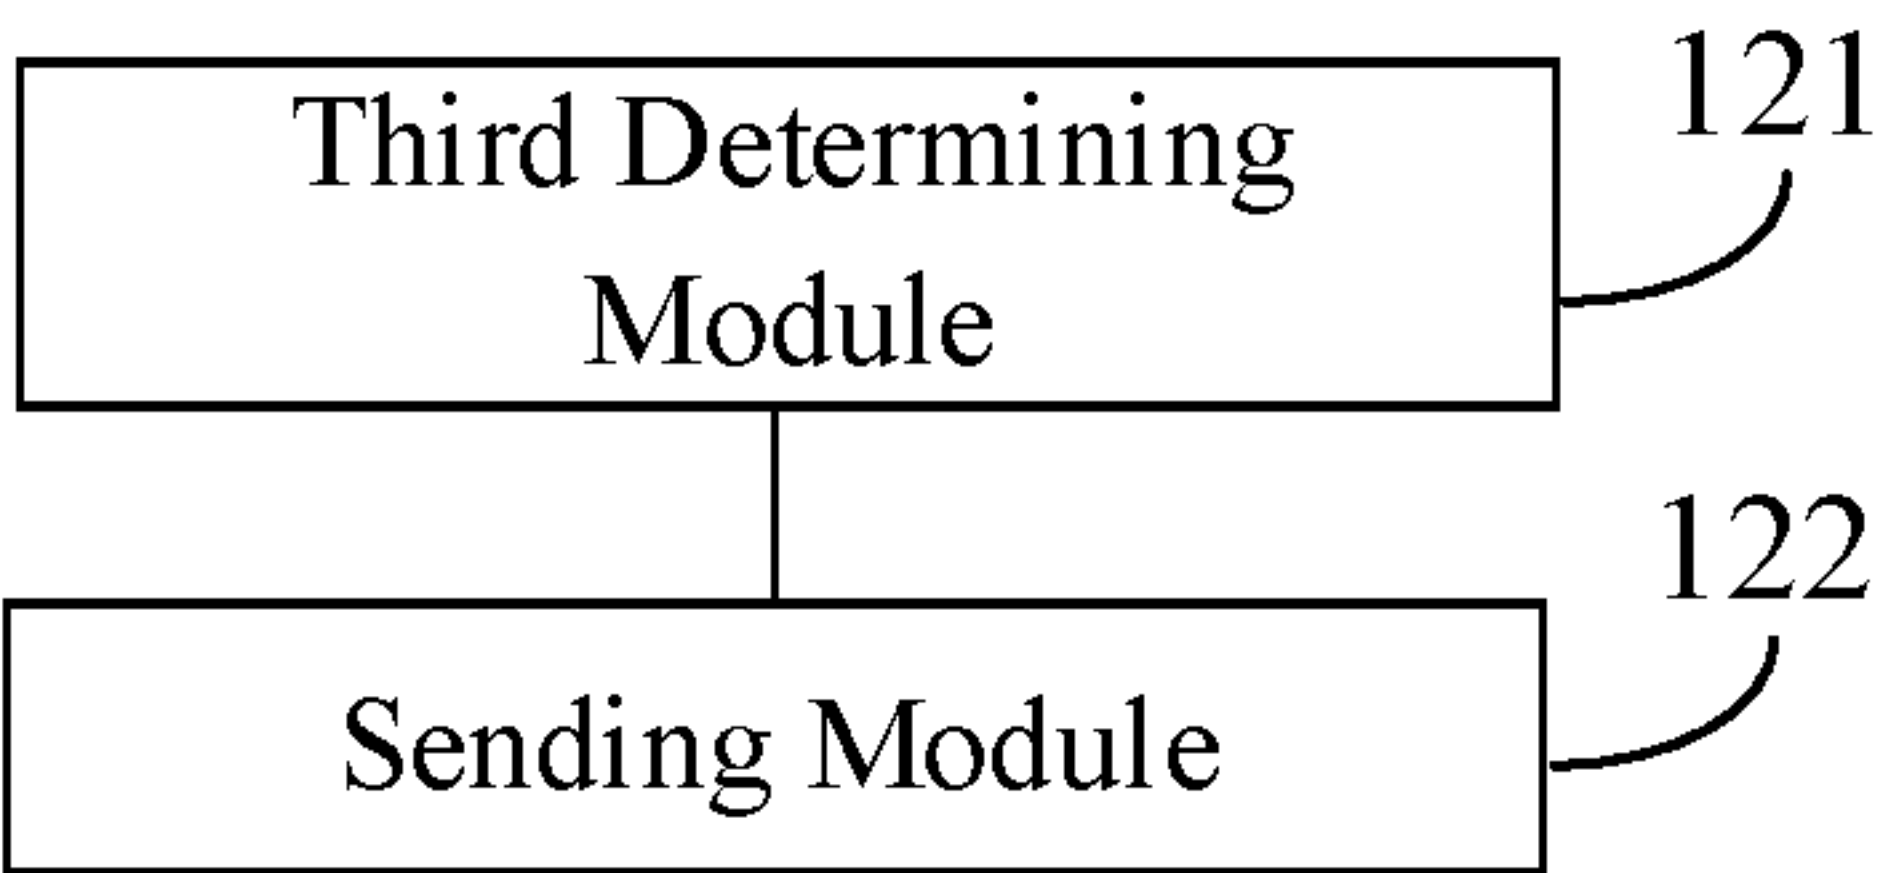 Third Determining
Module
121
Sending Module
122